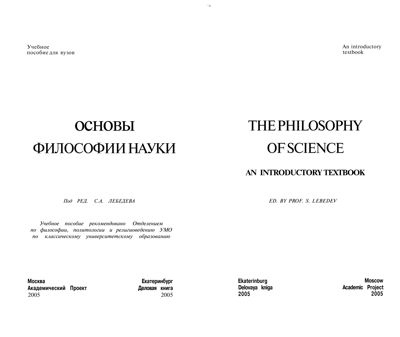 Учебное
пособие для вузов
ОСНОВЫ
ФИЛОСОФИИ НАУКИ
Под РЕД. С.А. ЛЕБЕДЕВА
Учебное пособие рекомендовано Отделением
по философии, политологии и религиоведению УМО
по классическому университетскому образованию
Москва
Академический Проект
2005
Екатеринбург
Деловая книга
2005
An introductory
textbook
THE PHILOSOPHY
OF SCIENCE
AN INTRODUCTORY TEXTBOOK
ED. BY PROF. S. LEBEDEV
Ekaterinburg
Delovaya kniga
2005
Moscow
Academic Project
2005